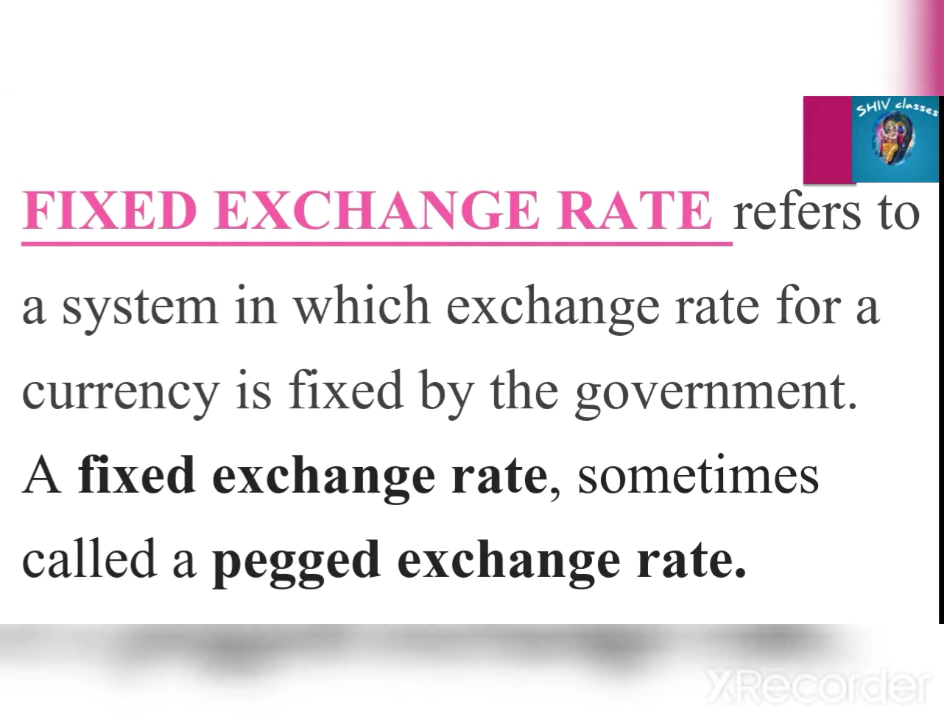 SHIV classes
FIXED EXCHANGE RATE refers to
a system in which exchange rate for a
currency is fixed by the government.
A fixed exchange rate, sometimes
called a pegged exchange rate.
XRecorder